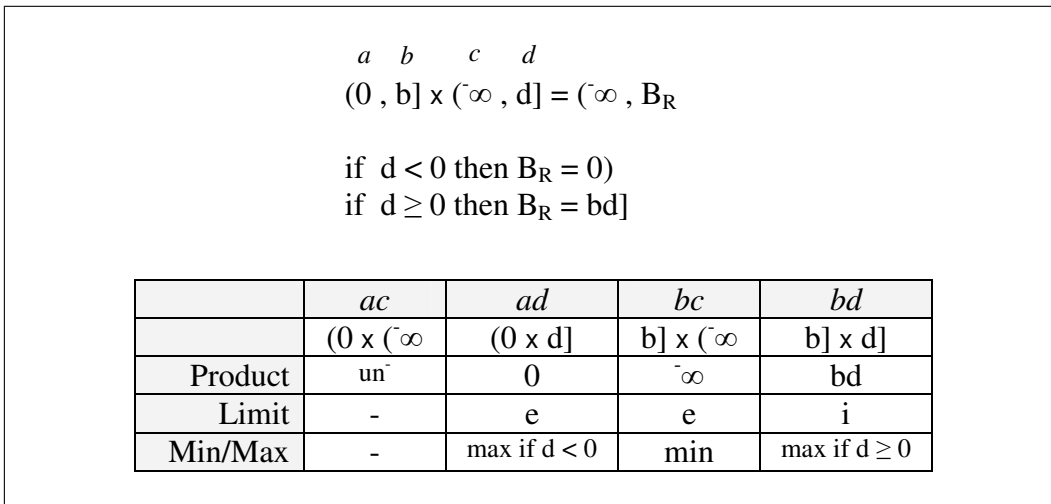 a b c d
(0 , b] x (⁻∞ , d] = (⁻∞ , B_R
if d < 0 then B_R = 0)
if d ≥ 0 then B_R = bd]
ac ad bc bd
(0 x (⁻∞ (0 x d] b] x (⁻∞ b] x d]
Product un⁻ 0 ⁻∞ bd
Limit - e e i
Min/Max - max if d < 0 min max if d ≥ 0